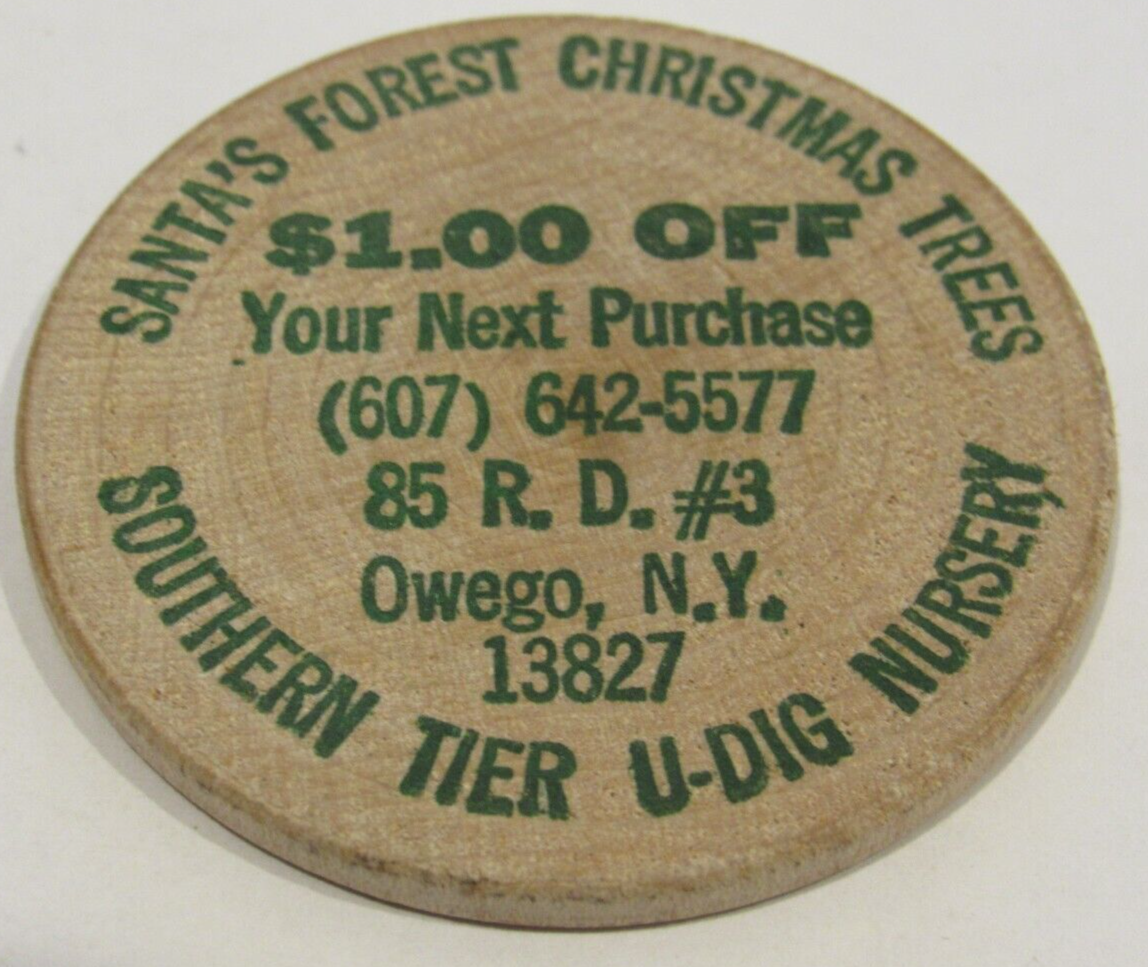 SANTA'S FOREST CHRISTMAS TREES
$1.00 OFF
Your Next Purchase
(607) 642-5577
85 R. D. #3
Owego, N.Y.
13827
SOUTHERN TIER U-DIG NURSERY